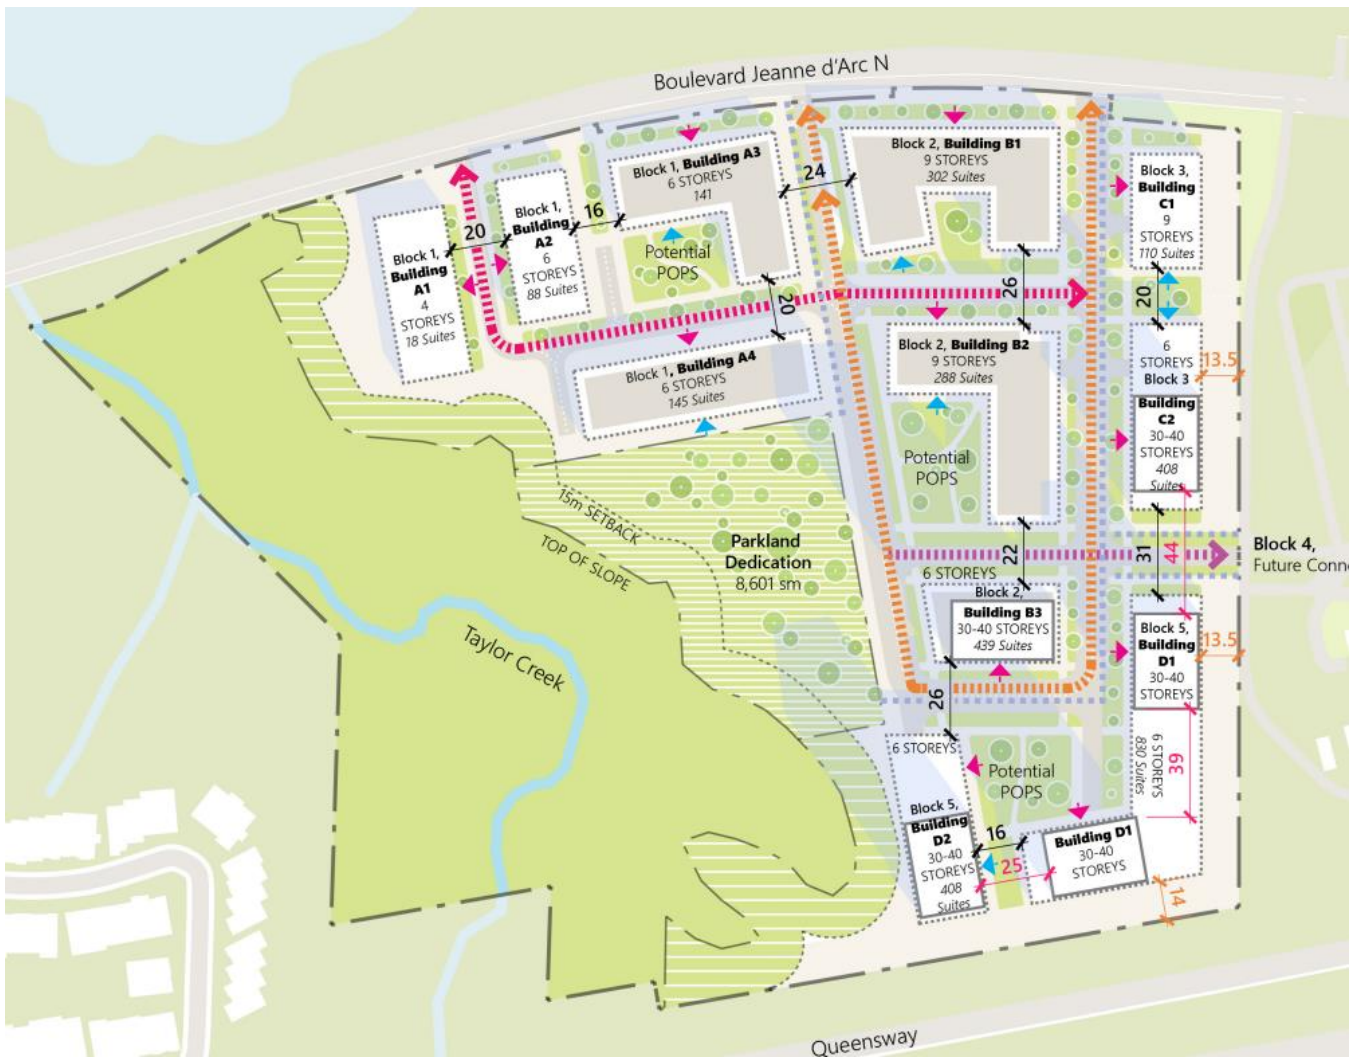 Boulevard Jeanne d'Arc N
Block 1, Building A3
6 STOREYS
141
Block 2, Building B1
9 STOREYS
302 Suites
Block 3,
Building
C1
9
STOREYS
110 Suites
24
16
20
Block 1,
Building
A2
6
STOREYS
88 Suites
Block 1,
Building
A1
4
STOREYS
18 Suites
Potential
POPS
20
26
20
Block 1, Building A4
6 STOREYS
145 Suites
Block 2, Building B2
9 STOREYS
288 Suites
6
STOREYS
Block 3
13.5
Building
C2
30-40
STOREYS
408
Suites
Potential
POPS
15m SETBACK
TOP OF SLOPE
Parkland
Dedication
8,601 sm
22
31
44
Block 4,
Future Conne
6 STOREYS
Block 2,
Building B3
30-40 STOREYS
439 Suites
Taylor Creek
Block 5,
Building
D1
30-40
STOREYS
13.5
26
6 STOREYS
Potential
POPS
6 STOREYS
830 Suites
39
Block 5,
Building
D2
30-40
STOREYS
408
Suites
16
25
Building D1
30-40
STOREYS
14
Queensway